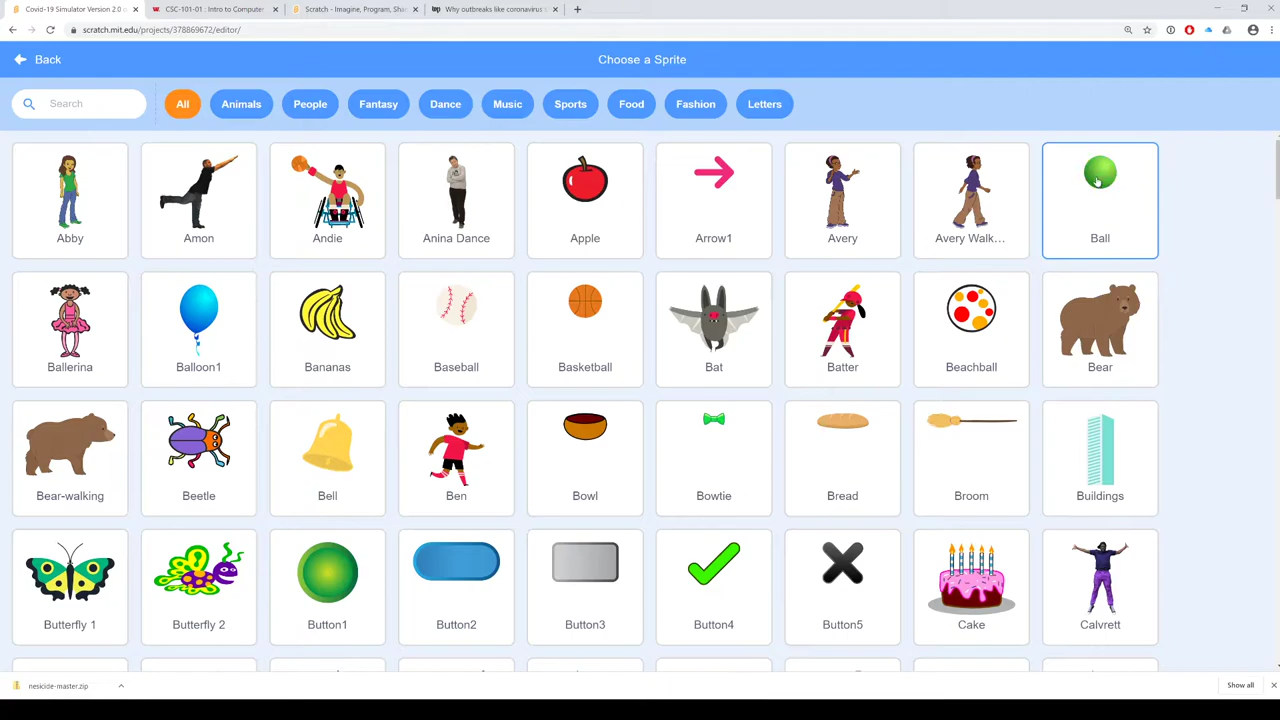 Covid-19 Simulator Version 2.0 o
CSC-101-01 : Intro to Computer
Scratch - Imagine, Program, Sha
Why outbreaks like coronavirus s
scratch.mit.edu/projects/378869672/editor/
Back
Choose a Sprite
Search
All
Animals
People
Fantasy
Dance
Music
Sports
Food
Fashion
Letters
Abby
Amon
Andie
Anina Dance
Apple
Arrow1
Avery
Avery Walk…
Ball
Ballerina
Balloon1
Bananas
Baseball
Basketball
Bat
Batter
Beachball
Bear
Bear-walking
Beetle
Bell
Ben
Bowl
Bowtie
Bread
Broom
Buildings
Butterfly 1
Butterfly 2
Button1
Button2
Button3
Button4
Button5
Cake
Calvrett
nesicide-master.zip
Show all